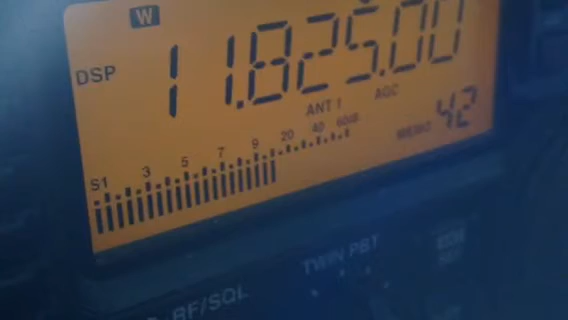 W
DSP
11.825.00
ANT 1 AGC
S1 3 5 7 9 20 40 60dB
MEMO 42
TWIN PBT
RF/SQL